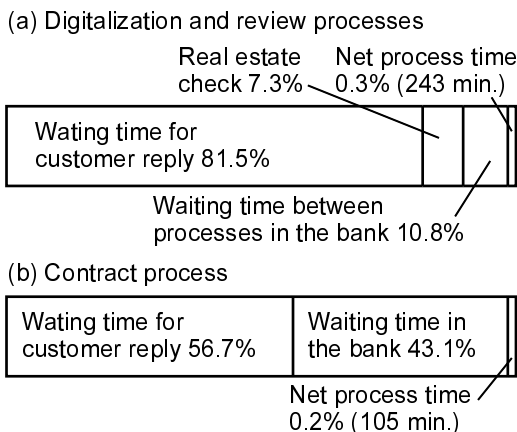 (a) Digitalization and review processes
Real estate
check 7.3%
Net process time
0.3% (243 min.)
Wating time for
customer reply 81.5%
Waiting time between
processes in the bank 10.8%
(b) Contract process
Wating time for
customer reply 56.7%
Waiting time in
the bank 43.1%
Net process time
0.2% (105 min.)